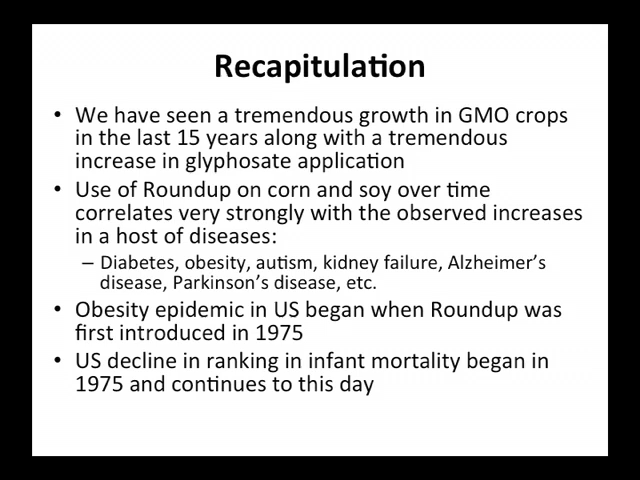 Recapitulation
• We have seen a tremendous growth in GMO crops
in the last 15 years along with a tremendous
increase in glyphosate application
• Use of Roundup on corn and soy over time
correlates very strongly with the observed increases
in a host of diseases:
– Diabetes, obesity, autism, kidney failure, Alzheimer's
disease, Parkinson's disease, etc.
• Obesity epidemic in US began when Roundup was
first introduced in 1975
• US decline in ranking in infant mortality began in
1975 and continues to this day